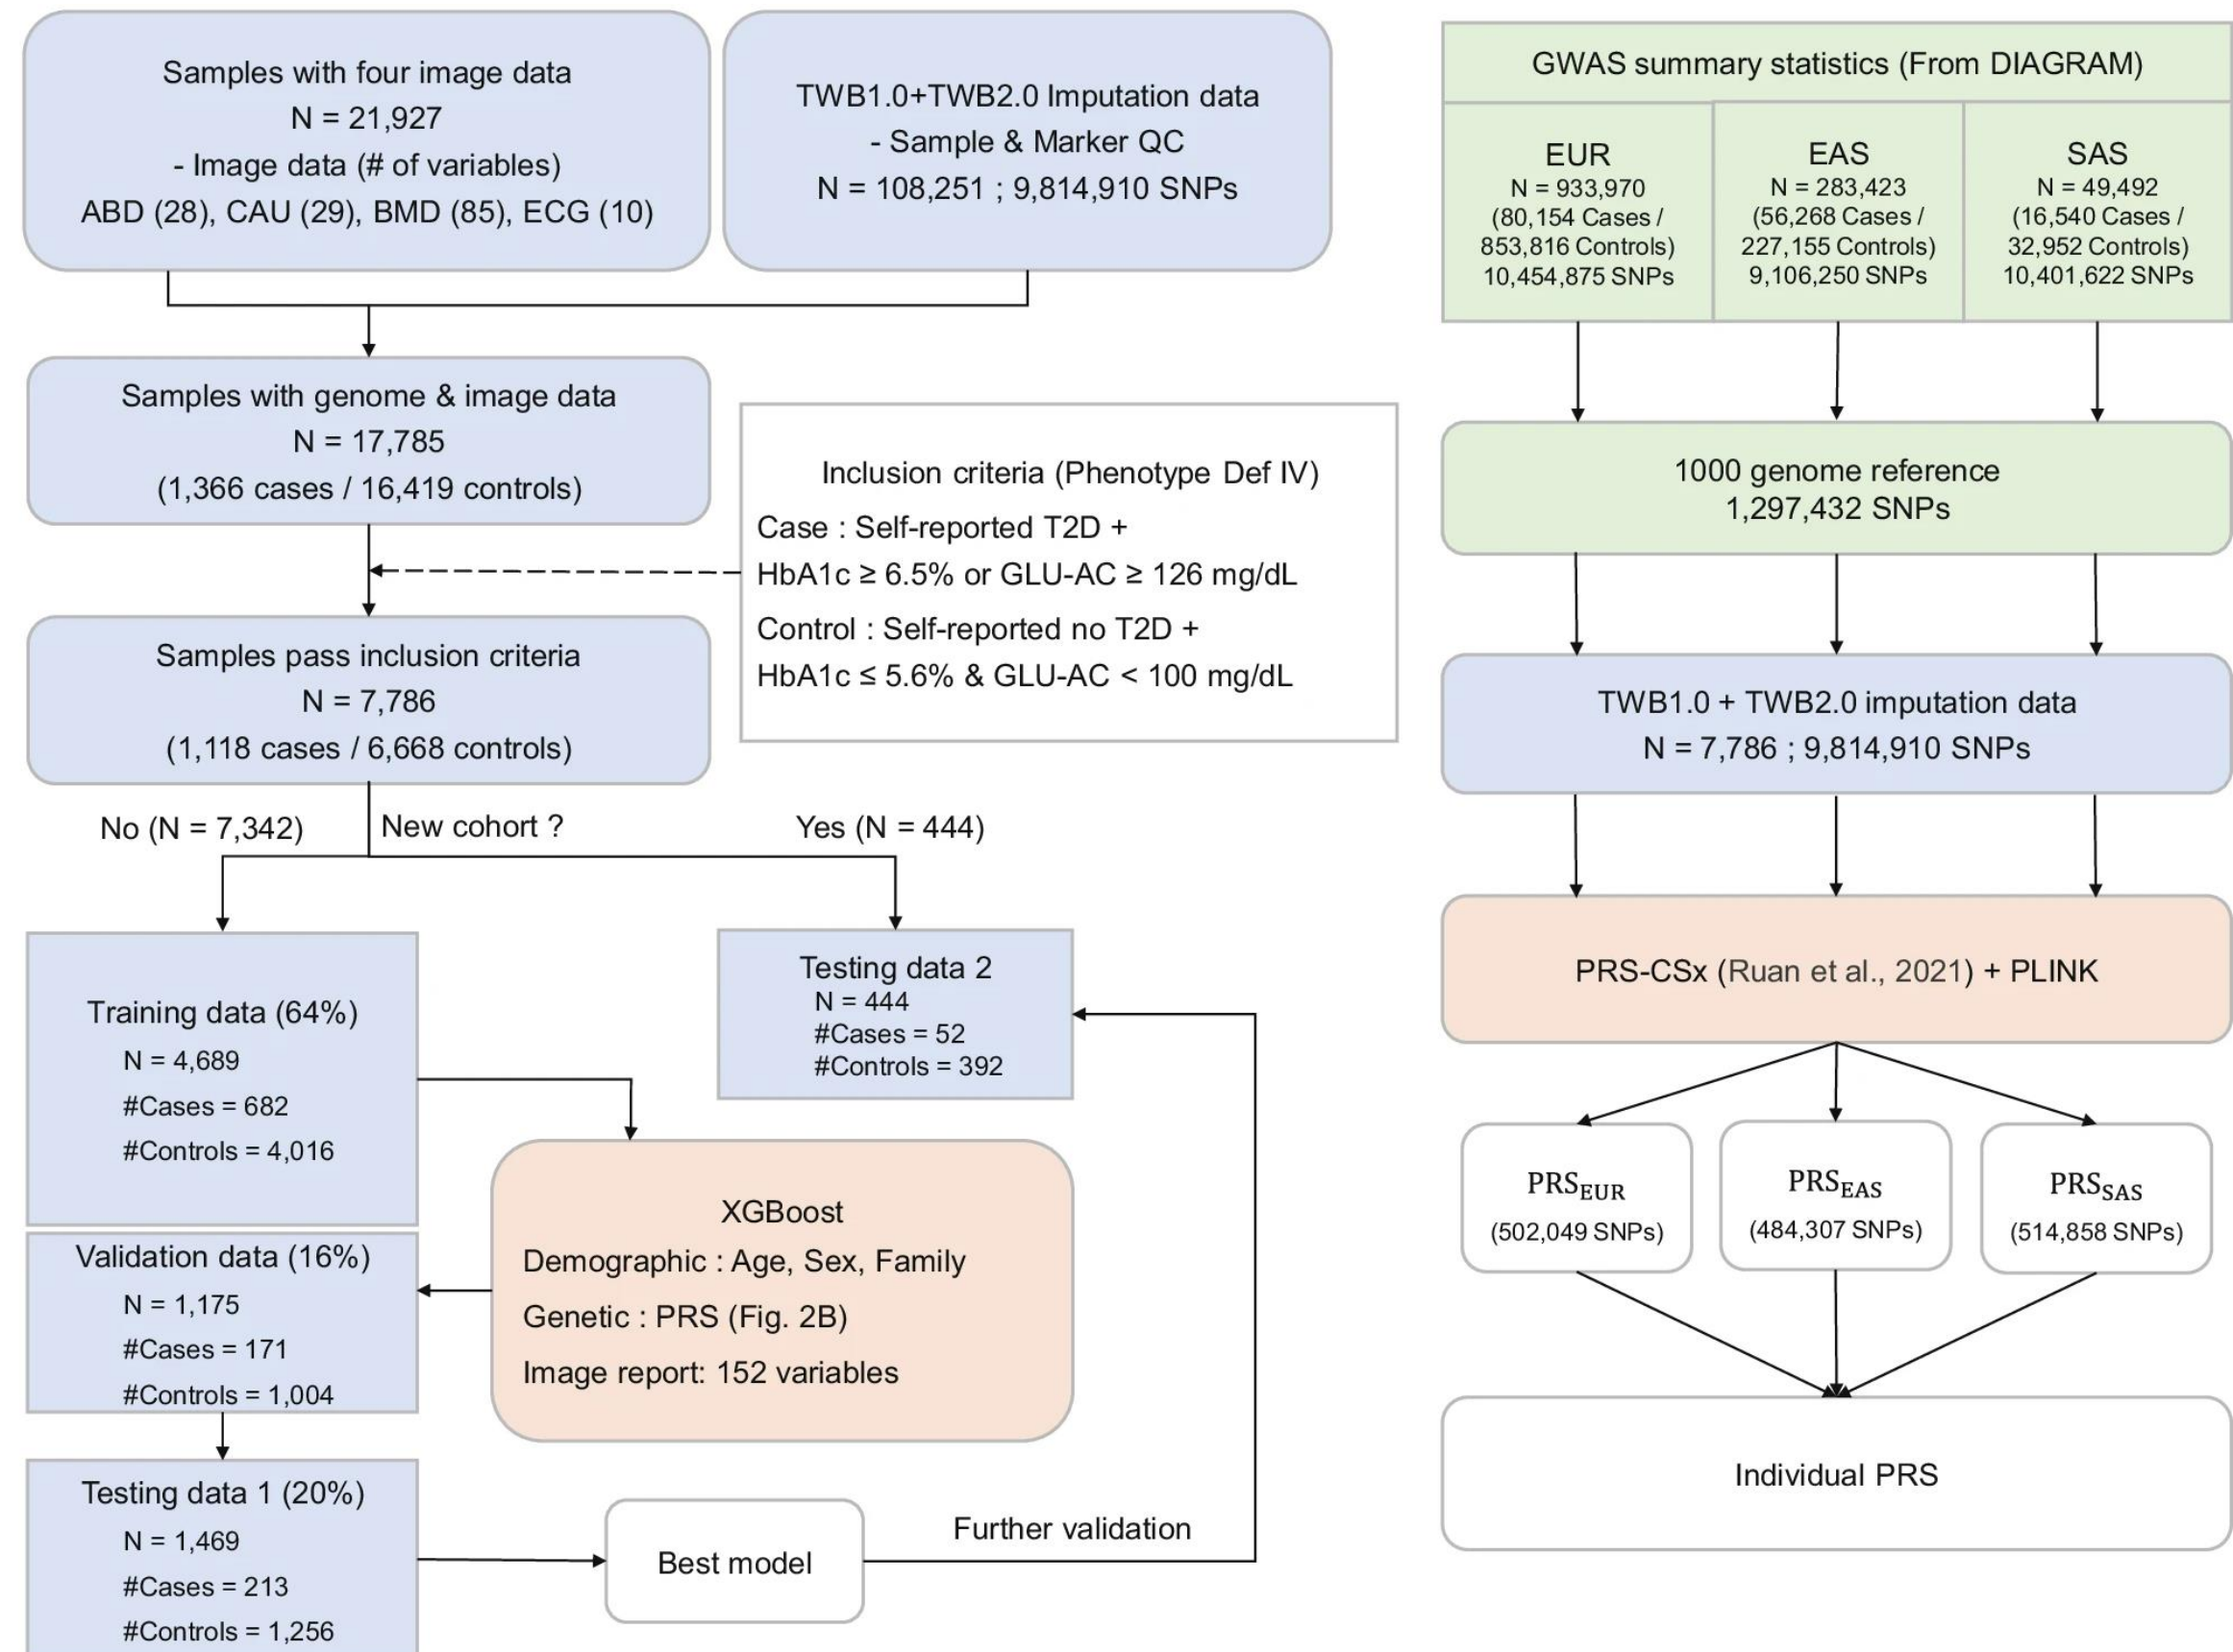 Samples with four image data
N = 21,927
- Image data (# of variables)
ABD (28), CAU (29), BMD (85), ECG (10)
TWB1.0+TWB2.0 Imputation data
- Sample & Marker QC
N = 108,251 ; 9,814,910 SNPs
Samples with genome & image data
N = 17,785
(1,366 cases / 16,419 controls)
Inclusion criteria (Phenotype Def IV)
Case : Self-reported T2D +
HbA1c ≥ 6.5% or GLU-AC ≥ 126 mg/dL
Control : Self-reported no T2D +
HbA1c ≤ 5.6% & GLU-AC < 100 mg/dL
Samples pass inclusion criteria
N = 7,786
(1,118 cases / 6,668 controls)
No (N = 7,342)
New cohort ?
Yes (N = 444)
Training data (64%)
N = 4,689
#Cases = 682
#Controls = 4,016
Testing data 2
N = 444
#Cases = 52
#Controls = 392
XGBoost
Demographic : Age, Sex, Family
Genetic : PRS (Fig. 2B)
Image report: 152 variables
Validation data (16%)
N = 1,175
#Cases = 171
#Controls = 1,004
Testing data 1 (20%)
N = 1,469
#Cases = 213
#Controls = 1,256
Best model
Further validation
GWAS summary statistics (From DIAGRAM)
EUR
N = 933,970
(80,154 Cases /
853,816 Controls)
10,454,875 SNPs
EAS
N = 283,423
(56,268 Cases /
227,155 Controls)
9,106,250 SNPs
SAS
N = 49,492
(16,540 Cases /
32,952 Controls)
10,401,622 SNPs
1000 genome reference
1,297,432 SNPs
TWB1.0 + TWB2.0 imputation data
N = 7,786 ; 9,814,910 SNPs
PRS-CSx (Ruan et al., 2021) + PLINK
PRS_EUR
(502,049 SNPs)
PRS_EAS
(484,307 SNPs)
PRS_SAS
(514,858 SNPs)
Individual PRS